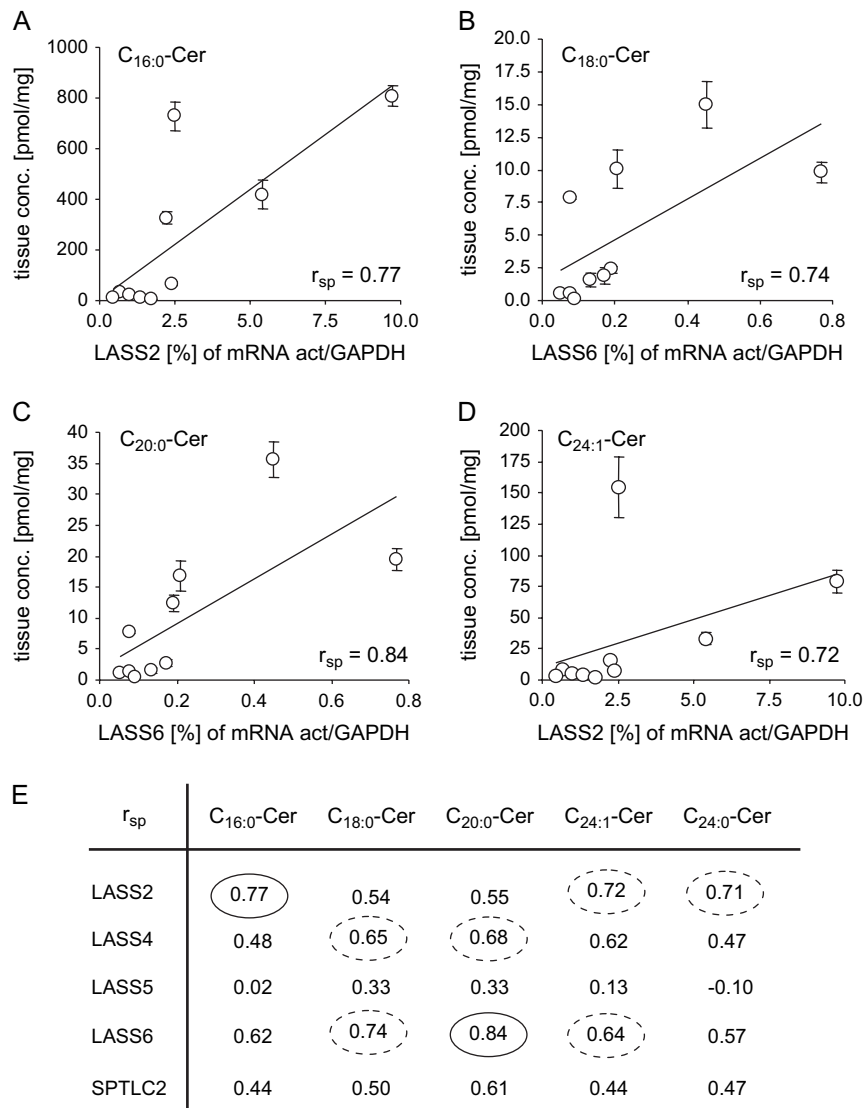 A
C16:0-Cer
1000
800
600
400
200
0
tissue conc. [pmol/mg]
rsp = 0.77
0.0 2.5 5.0 7.5 10.0
LASS2 [%] of mRNA act/GAPDH
B
C18:0-Cer
20.0
17.5
15.0
12.5
10.0
7.5
5.0
2.5
0.0
tissue conc. [pmol/mg]
rsp = 0.74
0.0 0.2 0.4 0.6 0.8
LASS6 [%] of mRNA act/GAPDH
C
C20:0-Cer
40
35
30
25
20
15
10
5
0
tissue conc. [pmol/mg]
rsp = 0.84
0.0 0.2 0.4 0.6 0.8
LASS6 [%] of mRNA act/GAPDH
D
C24:1-Cer
200
175
150
125
100
75
50
25
0
tissue conc. [pmol/mg]
rsp = 0.72
0.0 2.5 5.0 7.5 10.0
LASS2 [%] of mRNA act/GAPDH
E
rsp C16:0-Cer C18:0-Cer C20:0-Cer C24:1-Cer C24:0-Cer
LASS2 0.77 0.54 0.55 0.72 0.71
LASS4 0.48 0.65 0.68 0.62 0.47
LASS5 0.02 0.33 0.33 0.13 -0.10
LASS6 0.62 0.74 0.84 0.64 0.57
SPTLC2 0.44 0.50 0.61 0.44 0.47